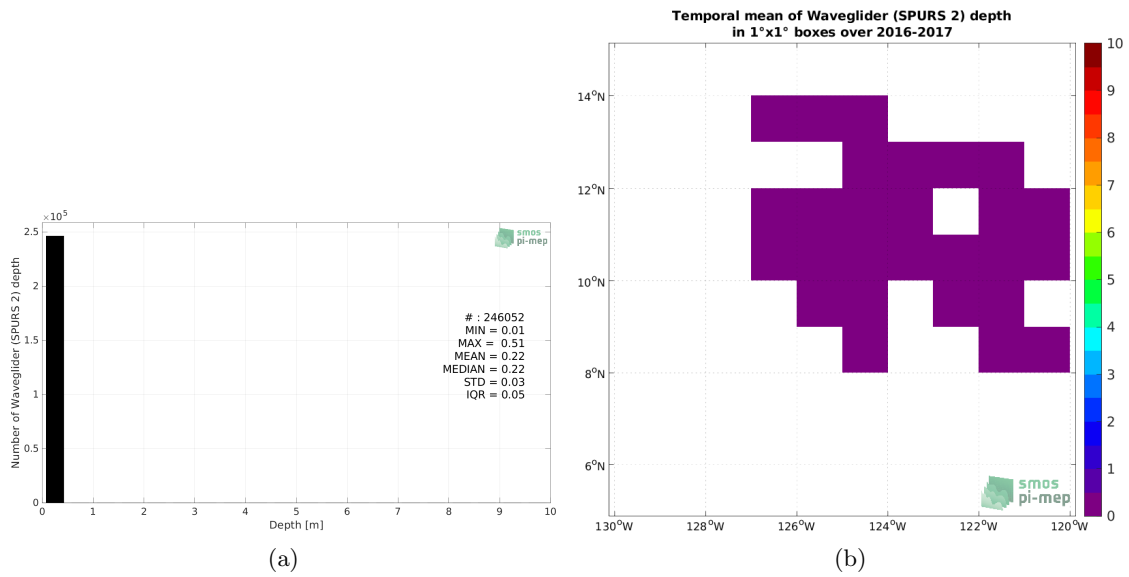 ×10⁵
2.5
2
1.5
1
0.5
0
Number of Waveglider (SPURS 2) depth
smos
pi-mep
# : 246052
MIN = 0.01
MAX = 0.51
MEAN = 0.22
MEDIAN = 0.22
STD = 0.03
IQR = 0.05
0 1 2 3 4 5 6 7 8 9 10
Depth [m]
(a)
Temporal mean of Waveglider (SPURS 2) depth
in 1°x1° boxes over 2016-2017
14°N
12°N
10°N
8°N
6°N
130°W 128°W 126°W 124°W 122°W 120°W
smos
pi-mep
10
9
8
7
6
5
4
3
2
1
0
(b)